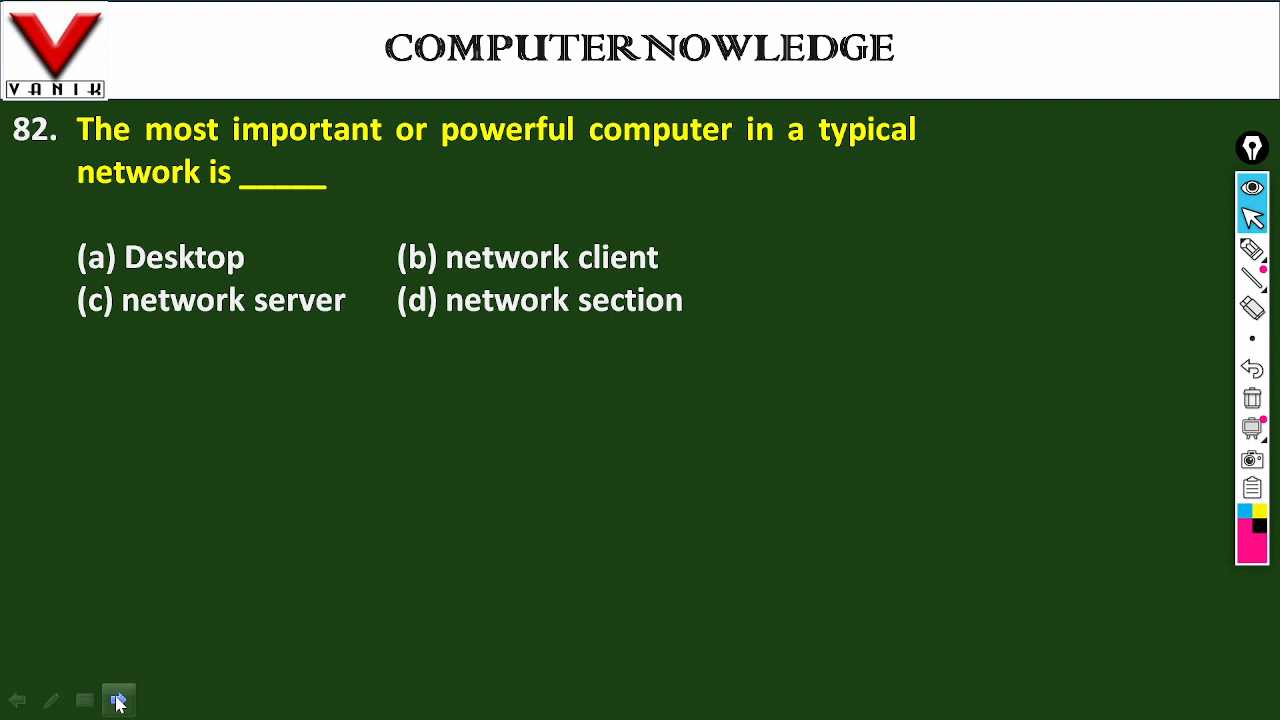 VANIK
COMPUTER NOWLEDGE
82. The most important or powerful computer in a typical
network is _____
(a) Desktop (b) network client
(c) network server (d) network section